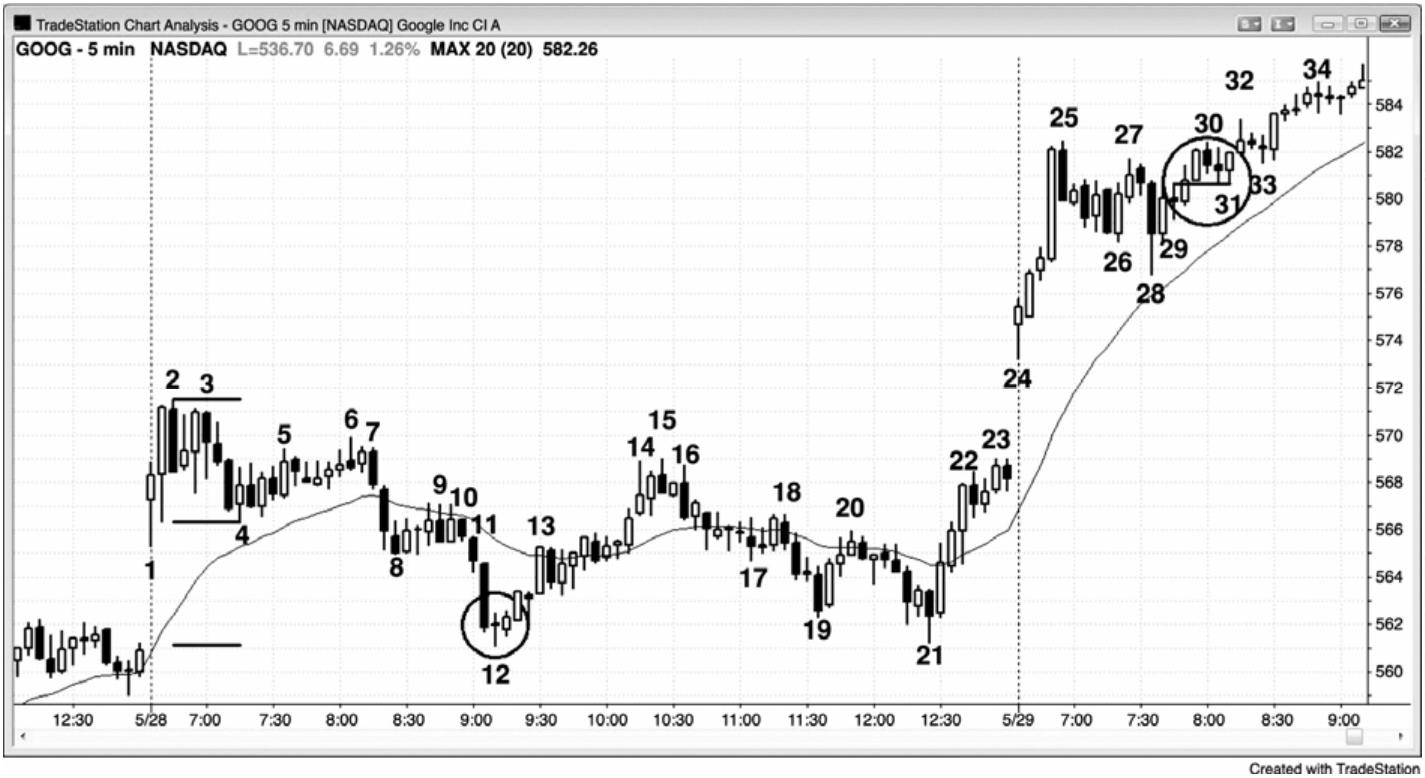 TradeStation Chart Analysis - GOOG 5 min [NASDAQ] Google Inc Cl A
GOOG - 5 min NASDAQ L=536.70 6.69 1.26% MAX 20 (20) 582.26
32 34
584
25
27 30 582
33
31 580
29
26 578
28 576
574
24
2 3 572
15
5 6 7 14 16 23 570
22
9 10 18 568
4 11 13 20 566
1 8 17 564
19 562
12 21
560
12:30 5/28 7:00 7:30 8:00 8:30 9:00 9:30 10:00 10:30 11:00 11:30 12:00 12:30 5/29 7:00 7:30 8:00 8:30 9:00
Created with TradeStation